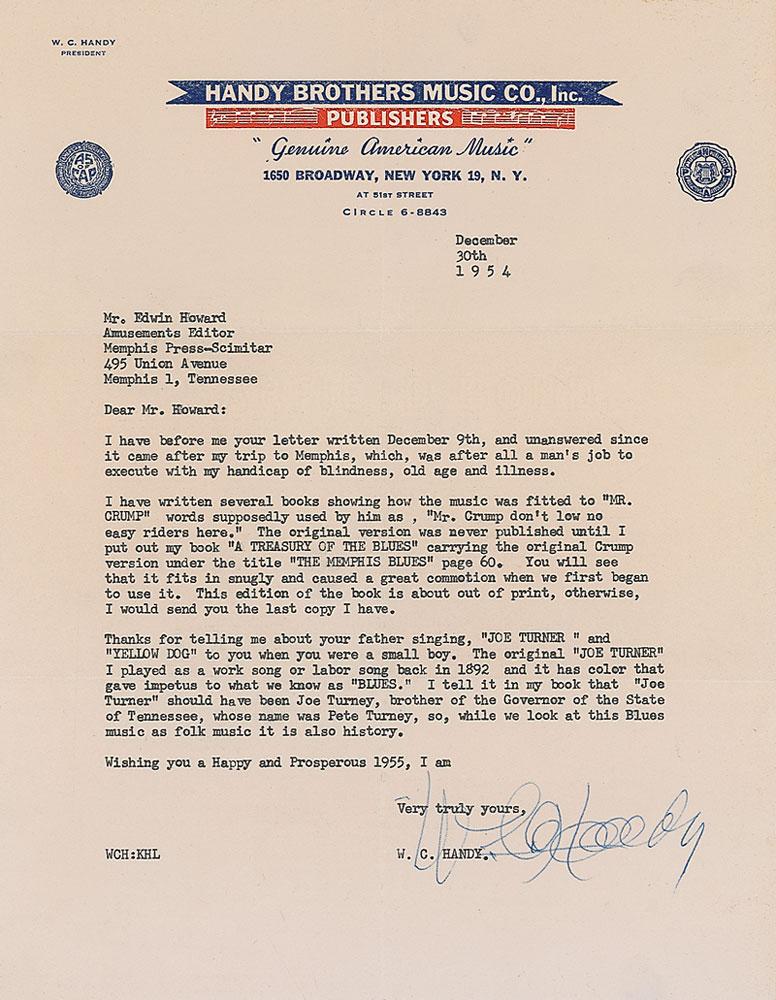 W. C. HANDY
PRESIDENT
HANDY BROTHERS MUSIC CO., Inc.
PUBLISHERS
"Genuine American Music"
1650 BROADWAY, NEW YORK 19, N. Y.
AT 51ST STREET
CIRCLE 6-8843
AS
OF
CAP
December
30th
1 9 5 4
Mr. Edwin Howard
Amusements Editor
Memphis Press-Scimitar
495 Union Avenue
Memphis 1, Tennessee
Dear Mr. Howard:
I have before me your letter written December 9th, and unanswered since
it came after my trip to Memphis, which, was after all a man's job to
execute with my handicap of blindness, old age and illness.
I have written several books showing how the music was fitted to "MR.
CRUMP" words supposedly used by him as , "Mr. Crump don't low no
easy riders here." The original version was never published until I
put out my book "A TREASURY OF THE BLUES" carrying the original Crump
version under the title "THE MEMPHIS BLUES" page 60. You will see
that it fits in snugly and caused a great commotion when we first began
to use it. This edition of the book is about out of print, otherwise,
I would send you the last copy I have.
Thanks for telling me about your father singing, "JOE TURNER " and
"YELLOW DOG" to you when you were a small boy. The original "JOE TURNER"
I played as a work song or labor song back in 1892 and it has color that
gave impetus to what we know as "BLUES." I tell it in my book that "Joe
Turner" should have been Joe Turney, brother of the Governor of the State
of Tennessee, whose name was Pete Turney, so, while we look at this Blues
music as folk music it is also history.
Wishing you a Happy and Prosperous 1955, I am
Very truly yours,
W C Handy
WCH:KHL
W. C. HANDY.